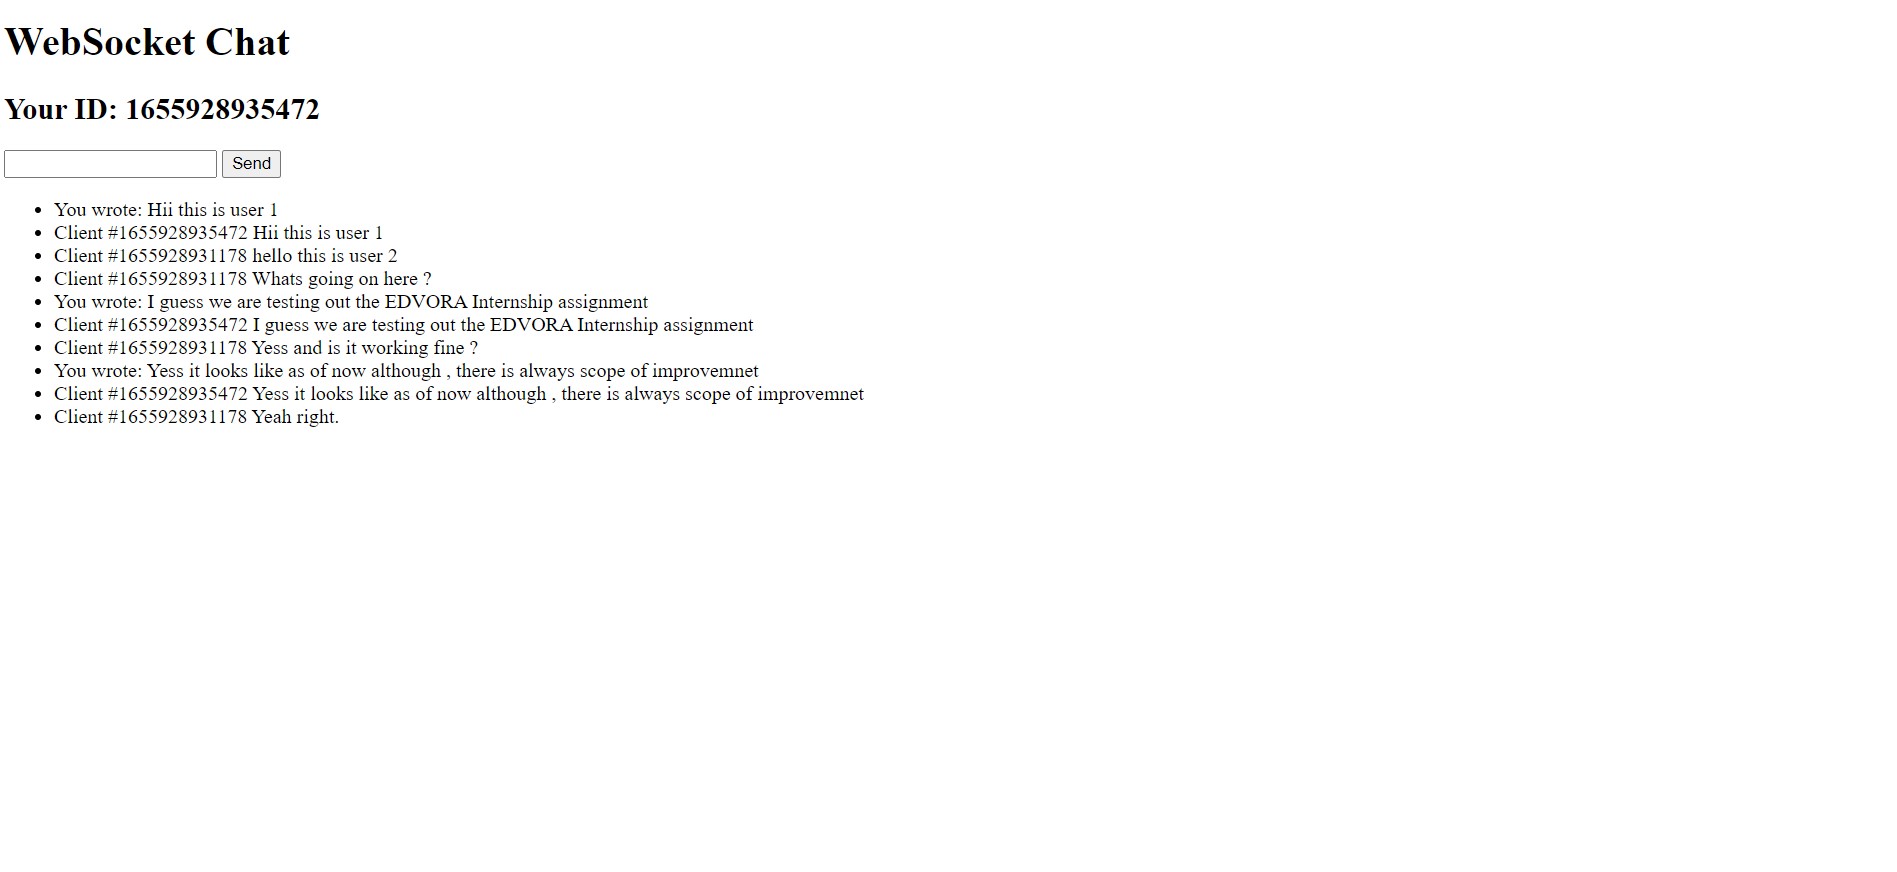 WebSocket Chat
Your ID: 1655928935472
Send
You wrote: Hii this is user 1
Client #1655928935472 Hii this is user 1
Client #1655928931178 hello this is user 2
Client #1655928931178 Whats going on here ?
You wrote: I guess we are testing out the EDVORA Internship assignment
Client #1655928935472 I guess we are testing out the EDVORA Internship assignment
Client #1655928931178 Yess and is it working fine ?
You wrote: Yess it looks like as of now although , there is always scope of improvemnet
Client #1655928935472 Yess it looks like as of now although , there is always scope of improvemnet
Client #1655928931178 Yeah right.